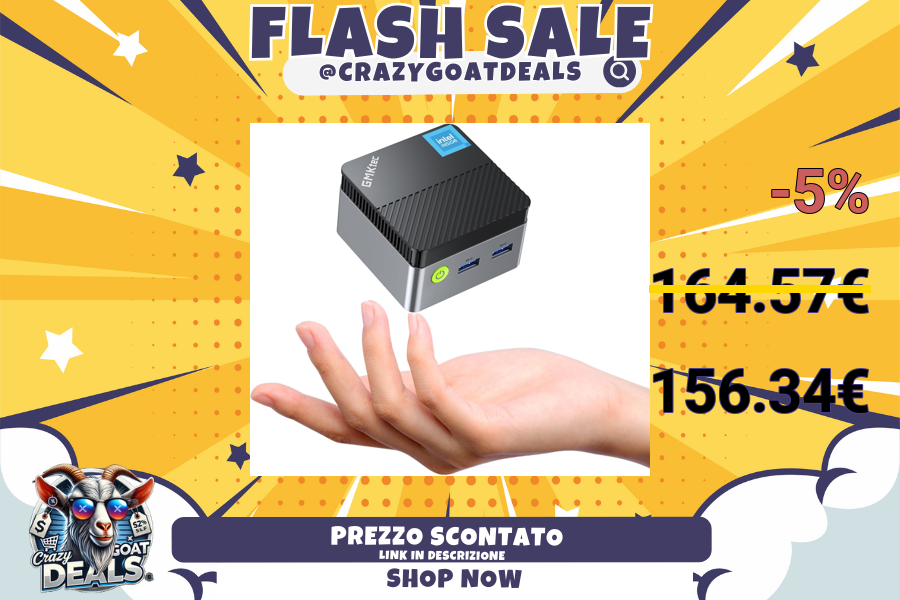 FLASH SALE
@CRAZYGOATDEALS
intel
GMKtec
-5%
164.57€
156.34€
PREZZO SCONTATO
LINK IN DESCRIZIONE
SHOP NOW
$
52%
Crazy
GOAT
DEALS